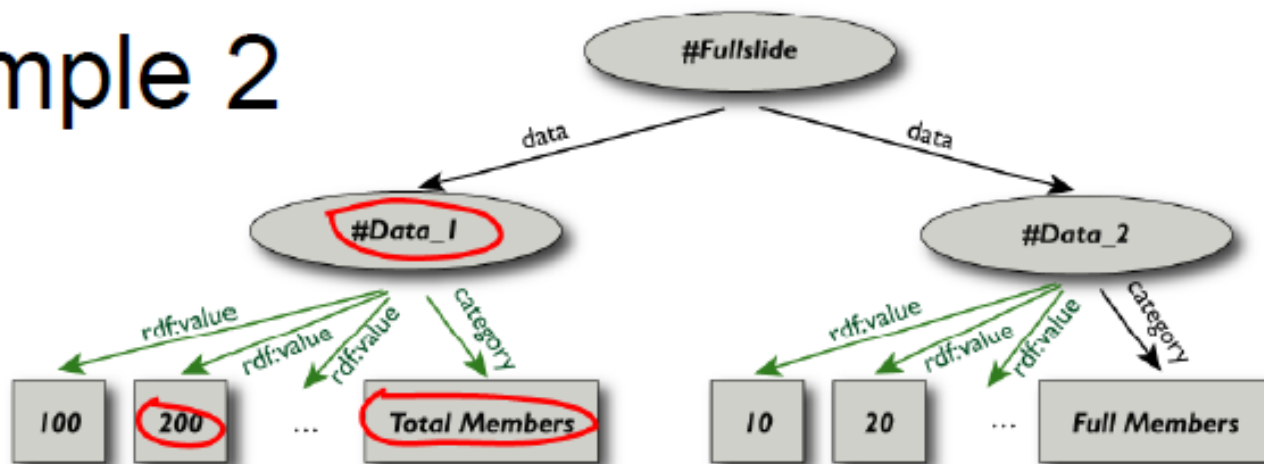 mple 2
#Fullslide
data
data
#Data_1
#Data_2
rdf:value
rdf:value
rdf:value
category
rdf:value
rdf:value
rdf:value
category
100
200
...
Total Members
10
20
...
Full Members